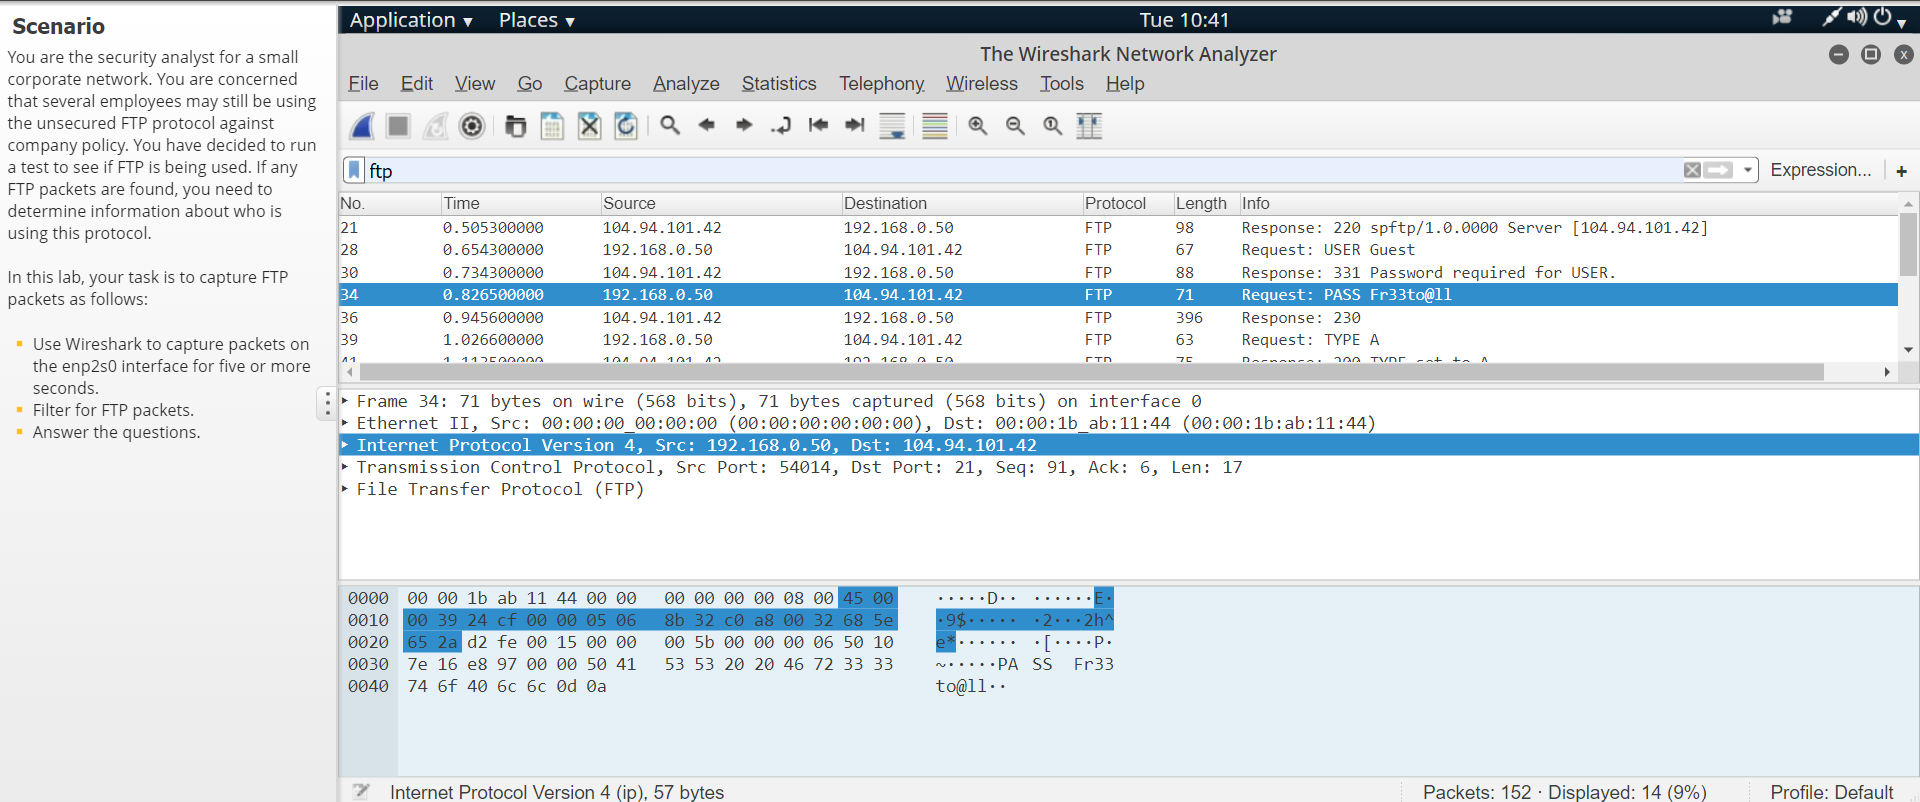 Scenario
You are the security analyst for a small
corporate network. You are concerned
that several employees may still be using
the unsecured FTP protocol against
company policy. You have decided to run
a test to see if FTP is being used. If any
FTP packets are found, you need to
determine information about who is
using this protocol.
In this lab, your task is to capture FTP
packets as follows:
Use Wireshark to capture packets on
the enp2s0 interface for five or more
seconds.
Filter for FTP packets.
Answer the questions.
Application ▾ Places ▾ Tue 10:41
The Wireshark Network Analyzer
File Edit View Go Capture Analyze Statistics Telephony Wireless Tools Help
ftp Expression... +
No. Time Source Destination Protocol Length Info
21 0.505300000 104.94.101.42 192.168.0.50 FTP 98 Response: 220 spftp/1.0.0000 Server [104.94.101.42]
28 0.654300000 192.168.0.50 104.94.101.42 FTP 67 Request: USER Guest
30 0.734300000 104.94.101.42 192.168.0.50 FTP 88 Response: 331 Password required for USER.
34 0.826500000 192.168.0.50 104.94.101.42 FTP 71 Request: PASS Fr33to@ll
36 0.945600000 104.94.101.42 192.168.0.50 FTP 396 Response: 230
39 1.026600000 192.168.0.50 104.94.101.42 FTP 63 Request: TYPE A
41 1.113500000 104.94.101.42 192.168.0.50 FTP 75 Response: 200 TYPE set to A
Frame 34: 71 bytes on wire (568 bits), 71 bytes captured (568 bits) on interface 0
Ethernet II, Src: 00:00:00_00:00:00 (00:00:00:00:00:00), Dst: 00:00:1b_ab:11:44 (00:00:1b:ab:11:44)
Internet Protocol Version 4, Src: 192.168.0.50, Dst: 104.94.101.42
Transmission Control Protocol, Src Port: 54014, Dst Port: 21, Seq: 91, Ack: 6, Len: 17
File Transfer Protocol (FTP)
0000 00 00 1b ab 11 44 00 00 00 00 00 00 08 00 45 00 ·····D·· ······E·
0010 00 39 24 cf 00 00 05 06 8b 32 c0 a8 00 32 68 5e ·9$····· ·2···2h^
0020 65 2a d2 fe 00 15 00 00 00 5b 00 00 00 06 50 10 e*······ ·[····P·
0030 7e 16 e8 97 00 00 50 41 53 53 20 20 46 72 33 33 ~·····PA SS  Fr33
0040 74 6f 40 6c 6c 0d 0a to@ll··
Internet Protocol Version 4 (ip), 57 bytes Packets: 152 · Displayed: 14 (9%) Profile: Default